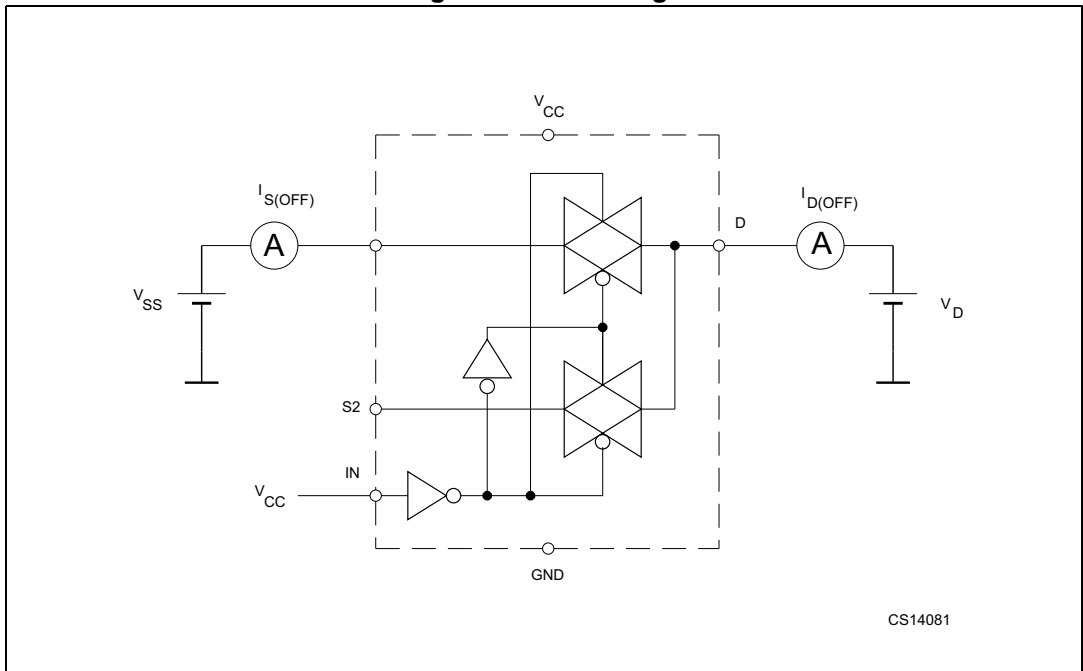 V CC
I S(OFF)
I D(OFF)
D
A
A
V SS
V D
S2
IN
V CC
GND
CS14081